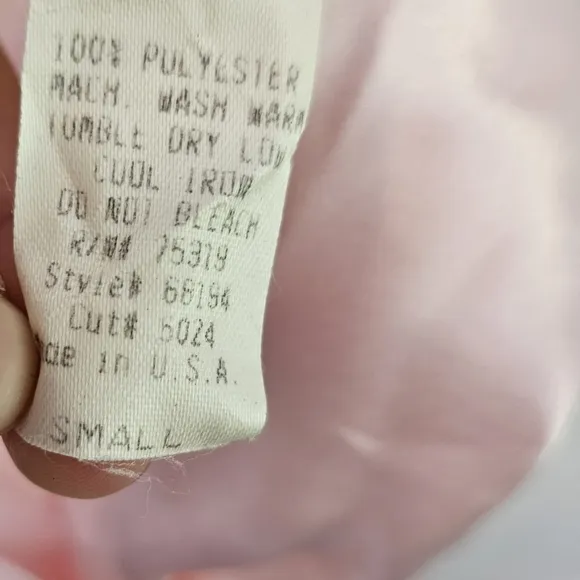 100% POLYESTER
MACH. WASH WARM
TUMBLE DRY LOW
COOL IRON
DO NOT BLEACH
R/N# 75319
Style# 68194
Cut# 5024
Made in U.S.A.
SMALL